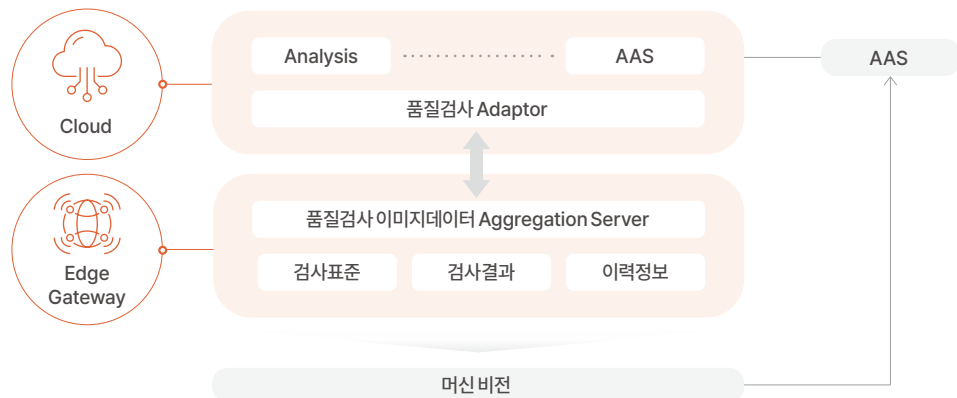 Cloud
Analysis
AAS
품질검사 Adaptor
AAS
Edge
Gateway
품질검사 이미지데이터 Aggregation Server
검사표준
검사결과
이력정보
머신 비전